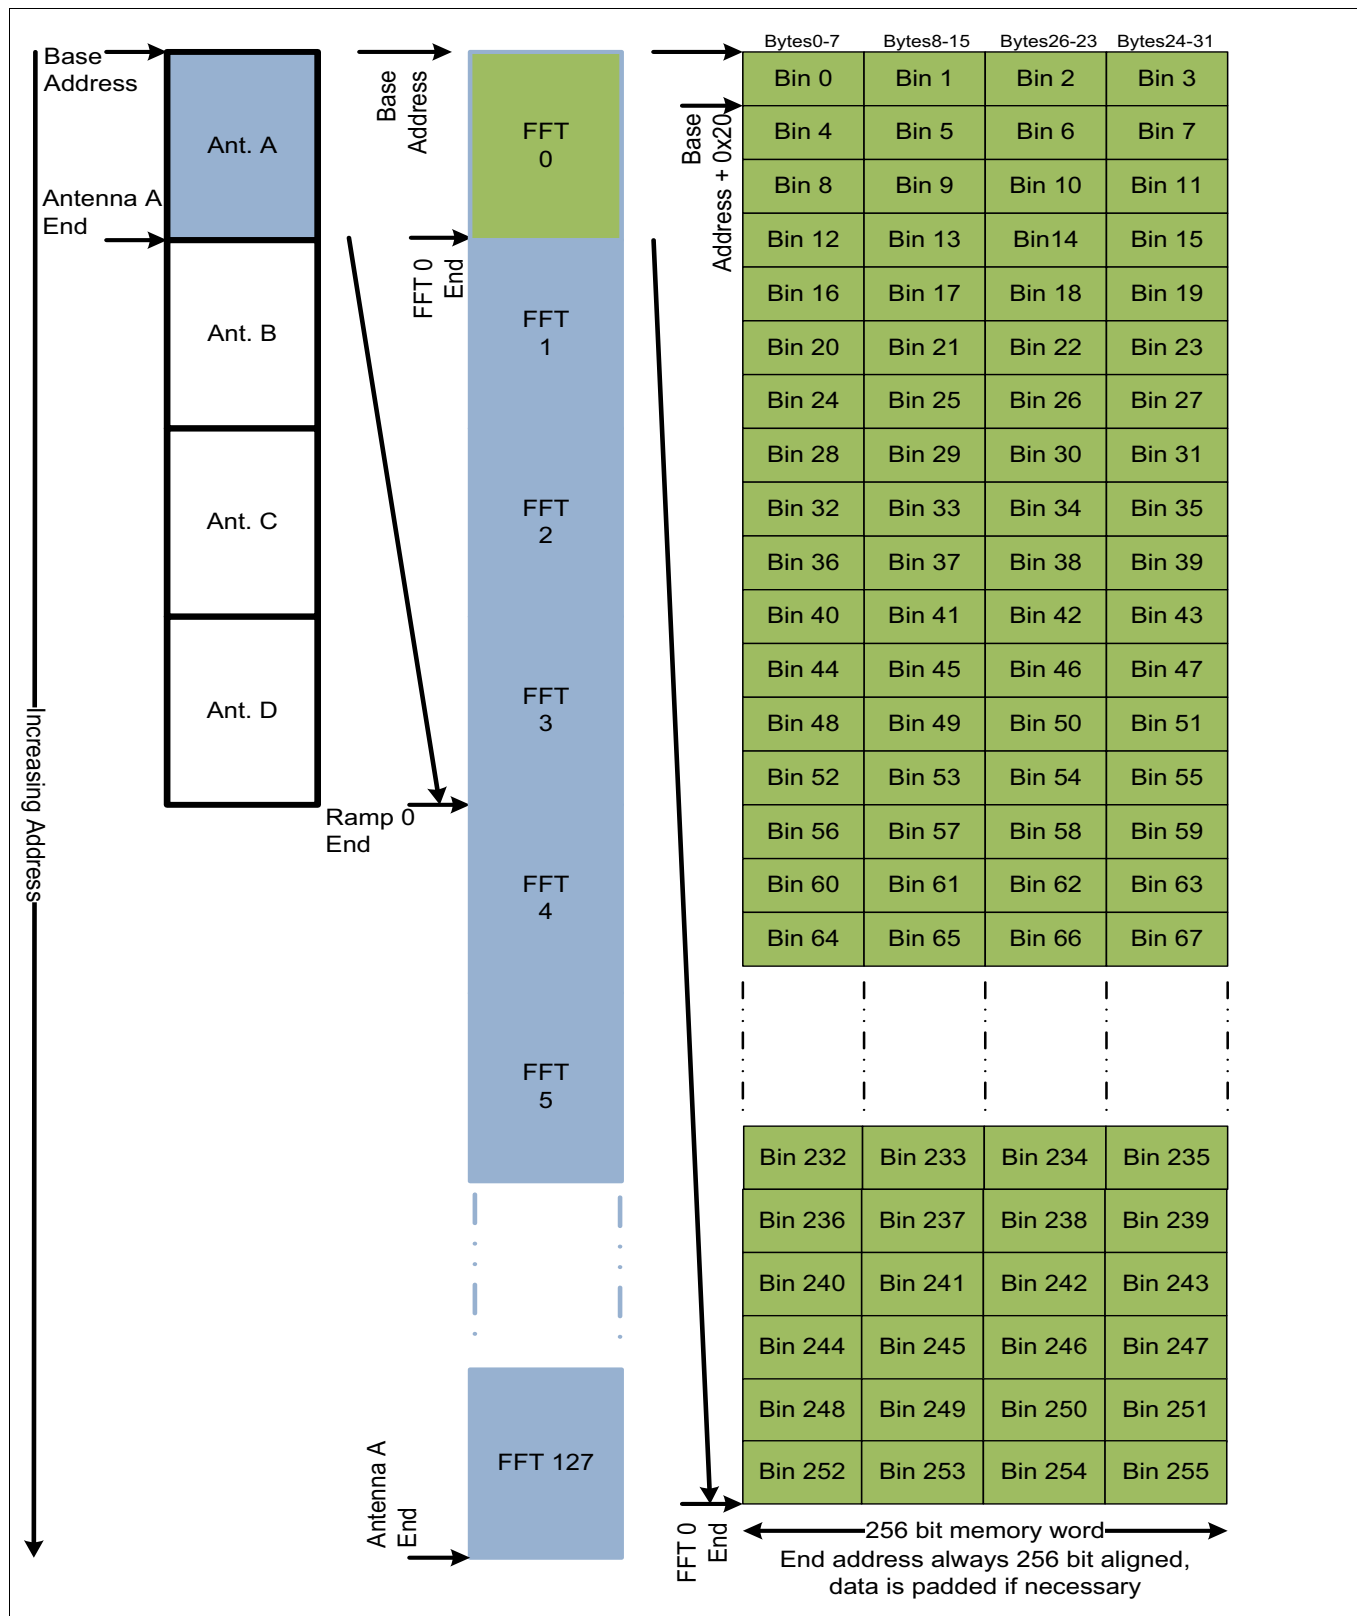 Base
Address
Ant. A
Antenna A
End
Ant. B
Ant. C
Ant. D
Increasing Address
Base
Address
FFT
0
FFT 0
End
FFT
1
FFT
2
FFT
3
Ramp 0
End
FFT
4
FFT
5
FFT 127
Antenna A
End
Bytes0-7 Bytes8-15 Bytes26-23 Bytes24-31
Base
Address + 0x20
Bin 0 Bin 1 Bin 2 Bin 3
Bin 4 Bin 5 Bin 6 Bin 7
Bin 8 Bin 9 Bin 10 Bin 11
Bin 12 Bin 13 Bin14 Bin 15
Bin 16 Bin 17 Bin 18 Bin 19
Bin 20 Bin 21 Bin 22 Bin 23
Bin 24 Bin 25 Bin 26 Bin 27
Bin 28 Bin 29 Bin 30 Bin 31
Bin 32 Bin 33 Bin 34 Bin 35
Bin 36 Bin 37 Bin 38 Bin 39
Bin 40 Bin 41 Bin 42 Bin 43
Bin 44 Bin 45 Bin 46 Bin 47
Bin 48 Bin 49 Bin 50 Bin 51
Bin 52 Bin 53 Bin 54 Bin 55
Bin 56 Bin 57 Bin 58 Bin 59
Bin 60 Bin 61 Bin 62 Bin 63
Bin 64 Bin 65 Bin 66 Bin 67
Bin 232 Bin 233 Bin 234 Bin 235
Bin 236 Bin 237 Bin 238 Bin 239
Bin 240 Bin 241 Bin 242 Bin 243
Bin 244 Bin 245 Bin 246 Bin 247
Bin 248 Bin 249 Bin 250 Bin 251
Bin 252 Bin 253 Bin 254 Bin 255
FFT 0
End
256 bit memory word
End address always 256 bit aligned,
data is padded if necessary